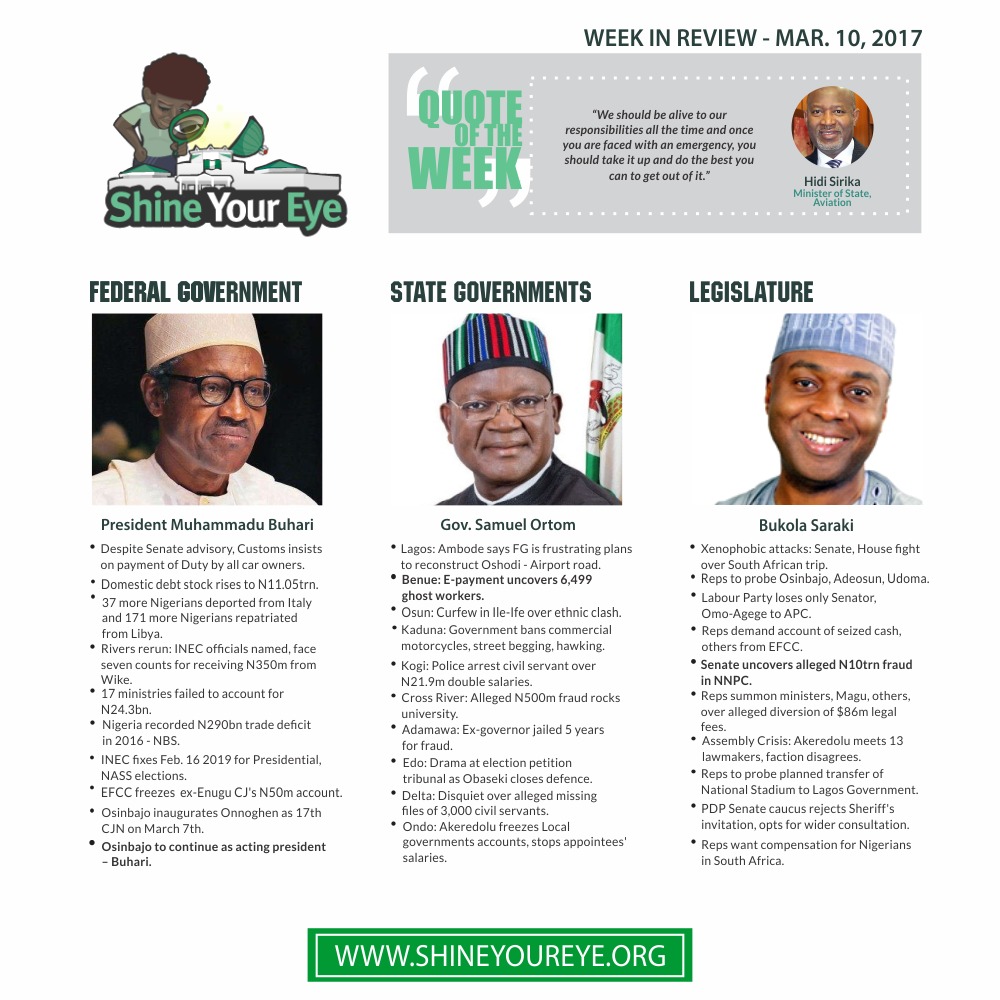 WEEK IN REVIEW - MAR. 10, 2017
Shine Your Eye
“
QUOTE
OF THE
WEEK
”
“We should be alive to our
responsibilities all the time and once
you are faced with an emergency, you
should take it up and do the best you
can to get out of it.”
Hidi Sirika
Minister of State,
Aviation
FEDERAL GOVERNMENT
President Muhammadu Buhari
• Despite Senate advisory, Customs insists
on payment of Duty by all car owners.
• Domestic debt stock rises to N11.05trn.
• 37 more Nigerians deported from Italy
and 171 more Nigerians repatriated
from Libya.
• Rivers rerun: INEC officials named, face
seven counts for receiving N350m from
Wike.
• 17 ministries failed to account for
N24.3bn.
• Nigeria recorded N290bn trade deficit
in 2016 - NBS.
• INEC fixes Feb. 16 2019 for Presidential,
NASS elections.
• EFCC freezes ex-Enugu CJ's N50m account.
• Osinbajo inaugurates Onnoghen as 17th
CJN on March 7th.
• Osinbajo to continue as acting president
– Buhari.
STATE GOVERNMENTS
Gov. Samuel Ortom
• Lagos: Ambode says FG is frustrating plans
to reconstruct Oshodi - Airport road.
• Benue: E-payment uncovers 6,499
ghost workers.
• Osun: Curfew in Ile-Ife over ethnic clash.
• Kaduna: Government bans commercial
motorcycles, street begging, hawking.
• Kogi: Police arrest civil servant over
N21.9m double salaries.
• Cross River: Alleged N500m fraud rocks
university.
• Adamawa: Ex-governor jailed 5 years
for fraud.
• Edo: Drama at election petition
tribunal as Obaseki closes defence.
• Delta: Disquiet over alleged missing
files of 3,000 civil servants.
• Ondo: Akeredolu freezes Local
governments accounts, stops appointees'
salaries.
LEGISLATURE
Bukola Saraki
• Xenophobic attacks: Senate, House fight
over South African trip.
• Reps to probe Osinbajo, Adeosun, Udoma.
• Labour Party loses only Senator,
Omo-Agege to APC.
• Reps demand account of seized cash,
others from EFCC.
• Senate uncovers alleged N10trn fraud
in NNPC.
• Reps summon ministers, Magu, others,
over alleged diversion of $86m legal
fees.
• Assembly Crisis: Akeredolu meets 13
lawmakers, faction disagrees.
• Reps to probe planned transfer of
National Stadium to Lagos Government.
• PDP Senate caucus rejects Sheriff's
invitation, opts for wider consultation.
• Reps want compensation for Nigerians
in South Africa.
WWW.SHINEYOUREYE.ORG